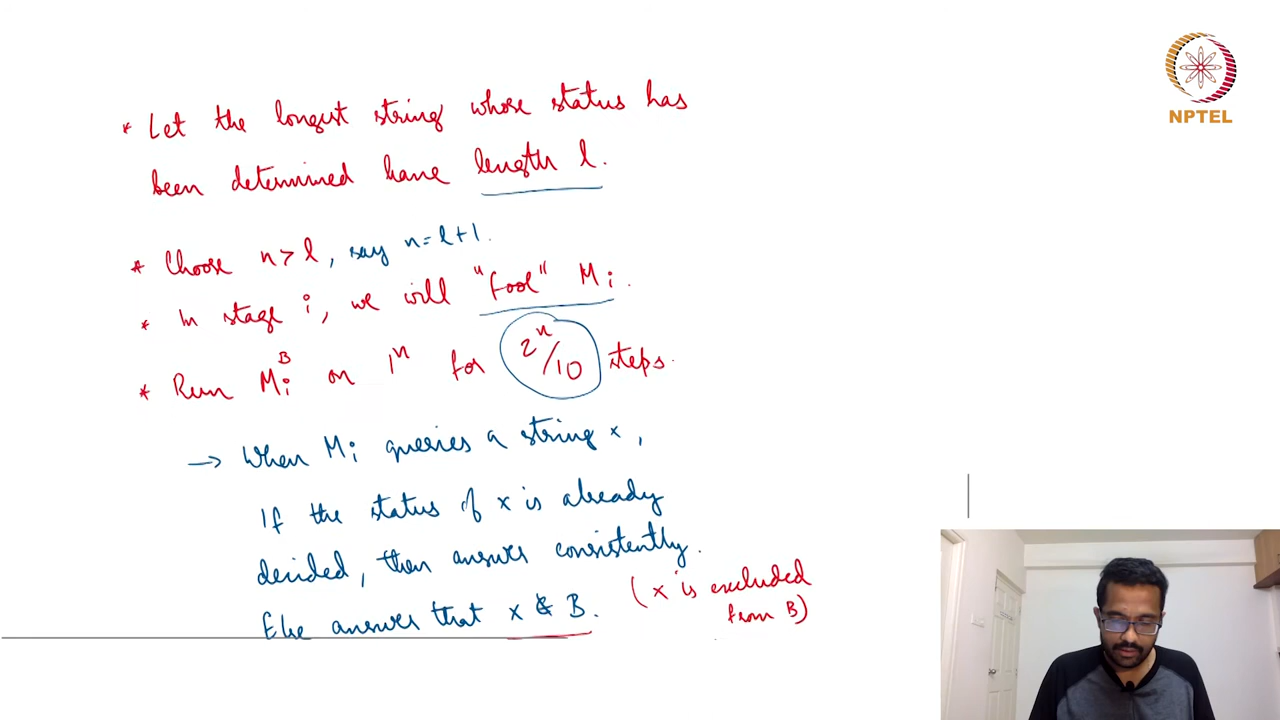 NPTEL
* Let the longest string whose status has
been determined have length l.
* Choose n > l, say n = l+1.
* In stage i, we will "fool" Mi.
* Run Mi^B on 1^n for 2^n/10 steps.
→ When Mi queries a string x,
If the status of x is already
decided, then answer consistently.
Else answer that x ∉ B. (x is excluded
from B)